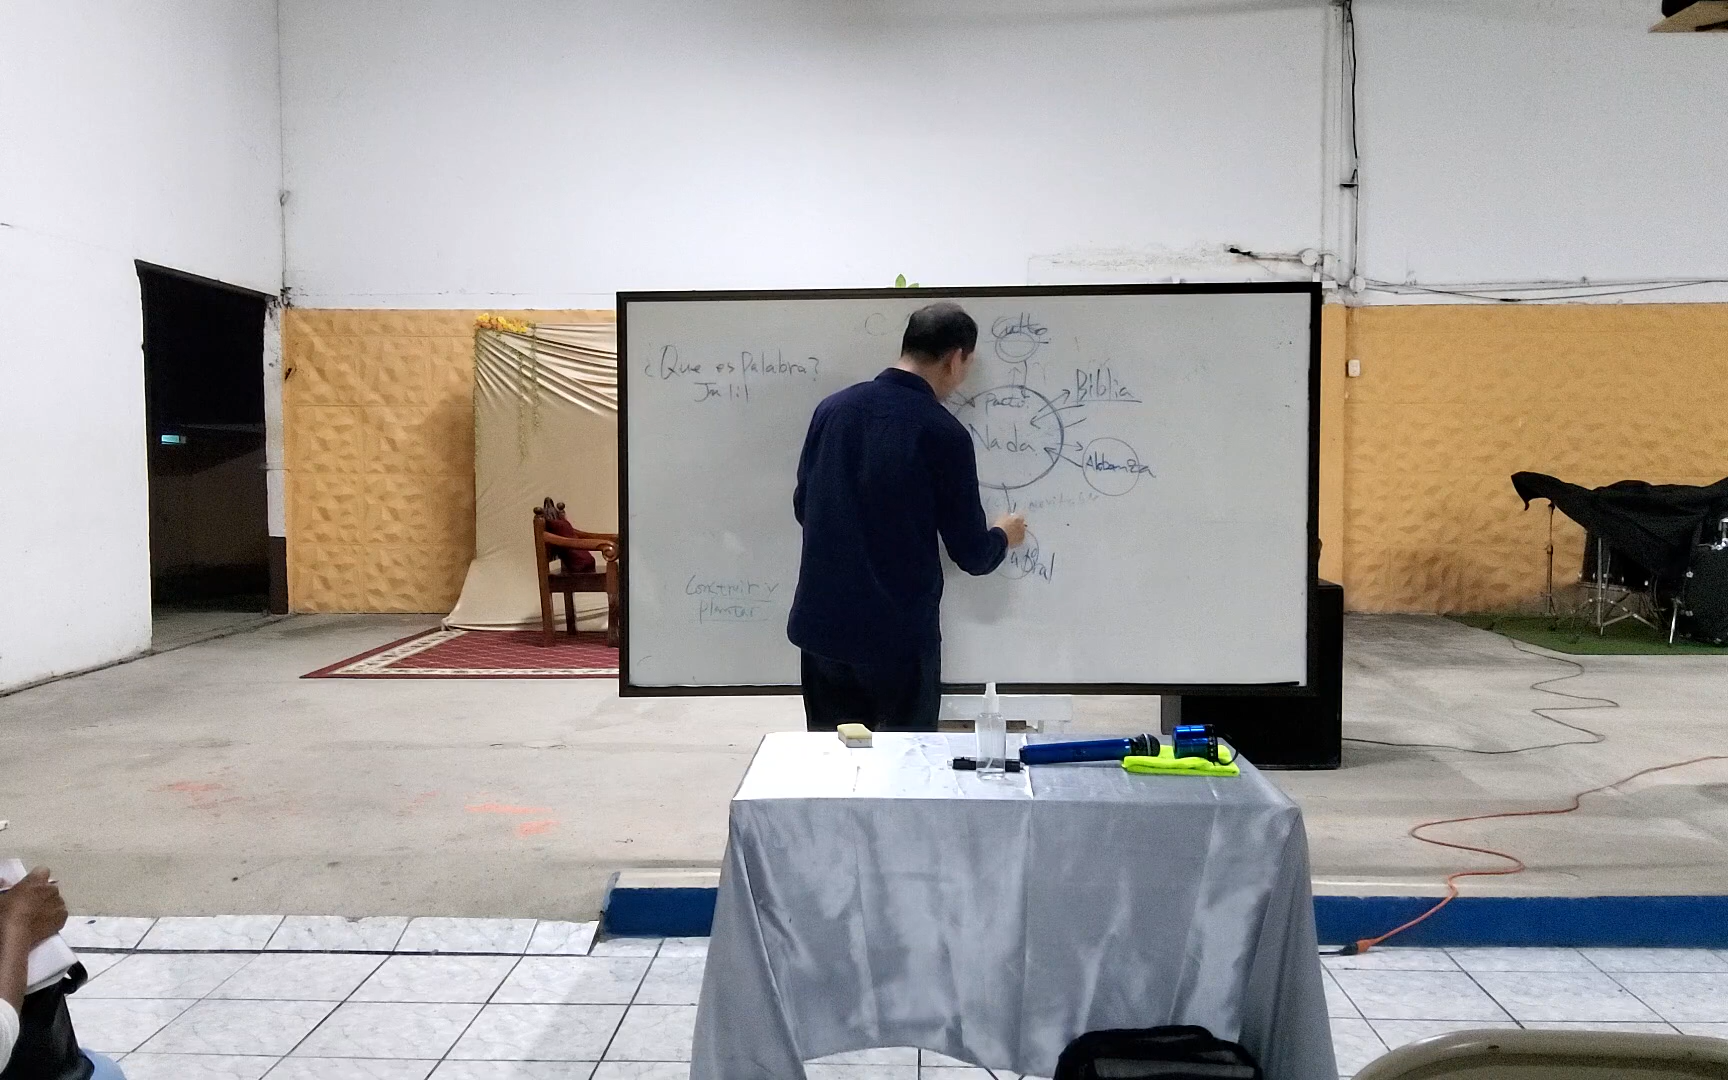 ¿Que es Palabra?
Jn 1:1
Culto
Pacto
Biblia
Nada
Alabanza
Construir y
plantar